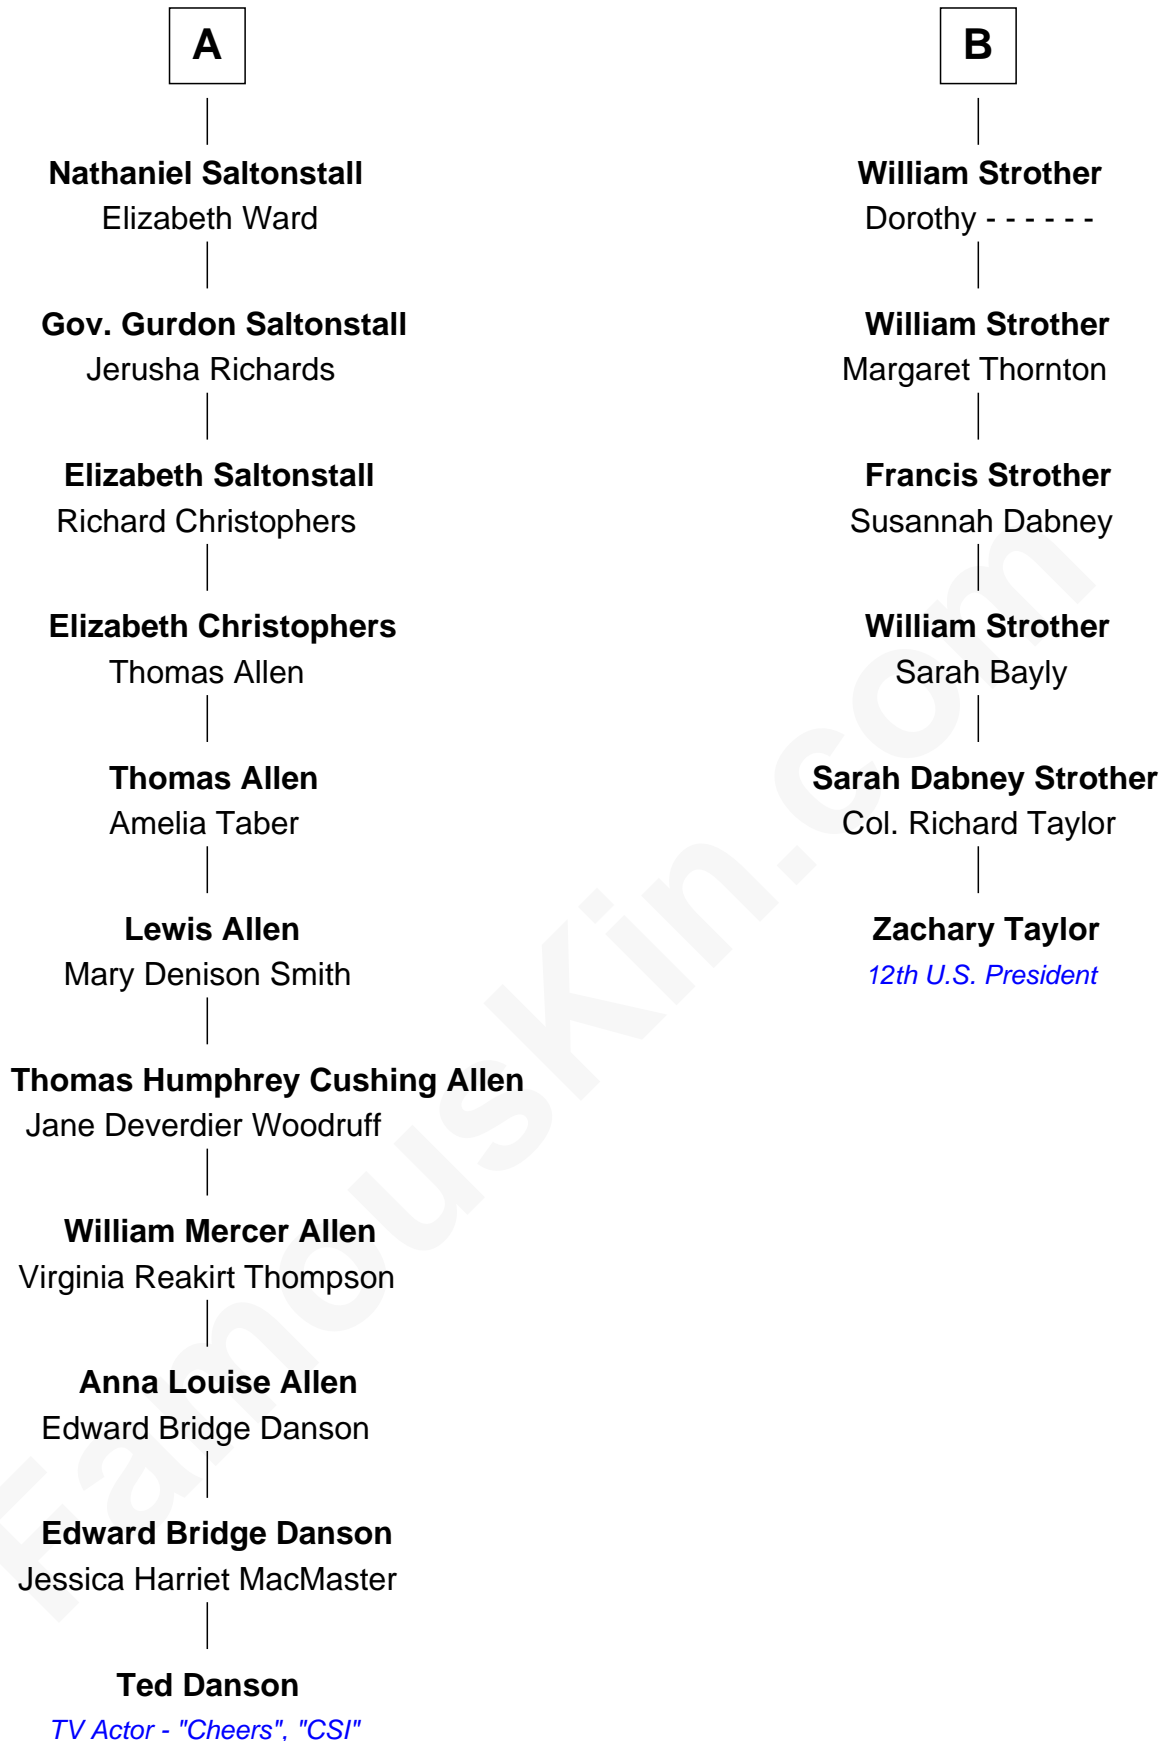 A
Nathaniel Saltonstall
Elizabeth Ward
Gov. Gurdon Saltonstall
Jerusha Richards
Elizabeth Saltonstall
Richard Christophers
Elizabeth Christophers
Thomas Allen
Thomas Allen
Amelia Taber
Lewis Allen
Mary Denison Smith
Thomas Humphrey Cushing Allen
Jane Deverdier Woodruff
William Mercer Allen
Virginia Reakirt Thompson
Anna Louise Allen
Edward Bridge Danson
Edward Bridge Danson
Jessica Harriet MacMaster
Ted Danson
TV Actor - "Cheers", "CSI"
B
William Strother
Dorothy - - - - - -
William Strother
Margaret Thornton
Francis Strother
Susannah Dabney
William Strother
Sarah Bayly
Sarah Dabney Strother
Col. Richard Taylor
Zachary Taylor
12th U.S. President
FamousKin.com